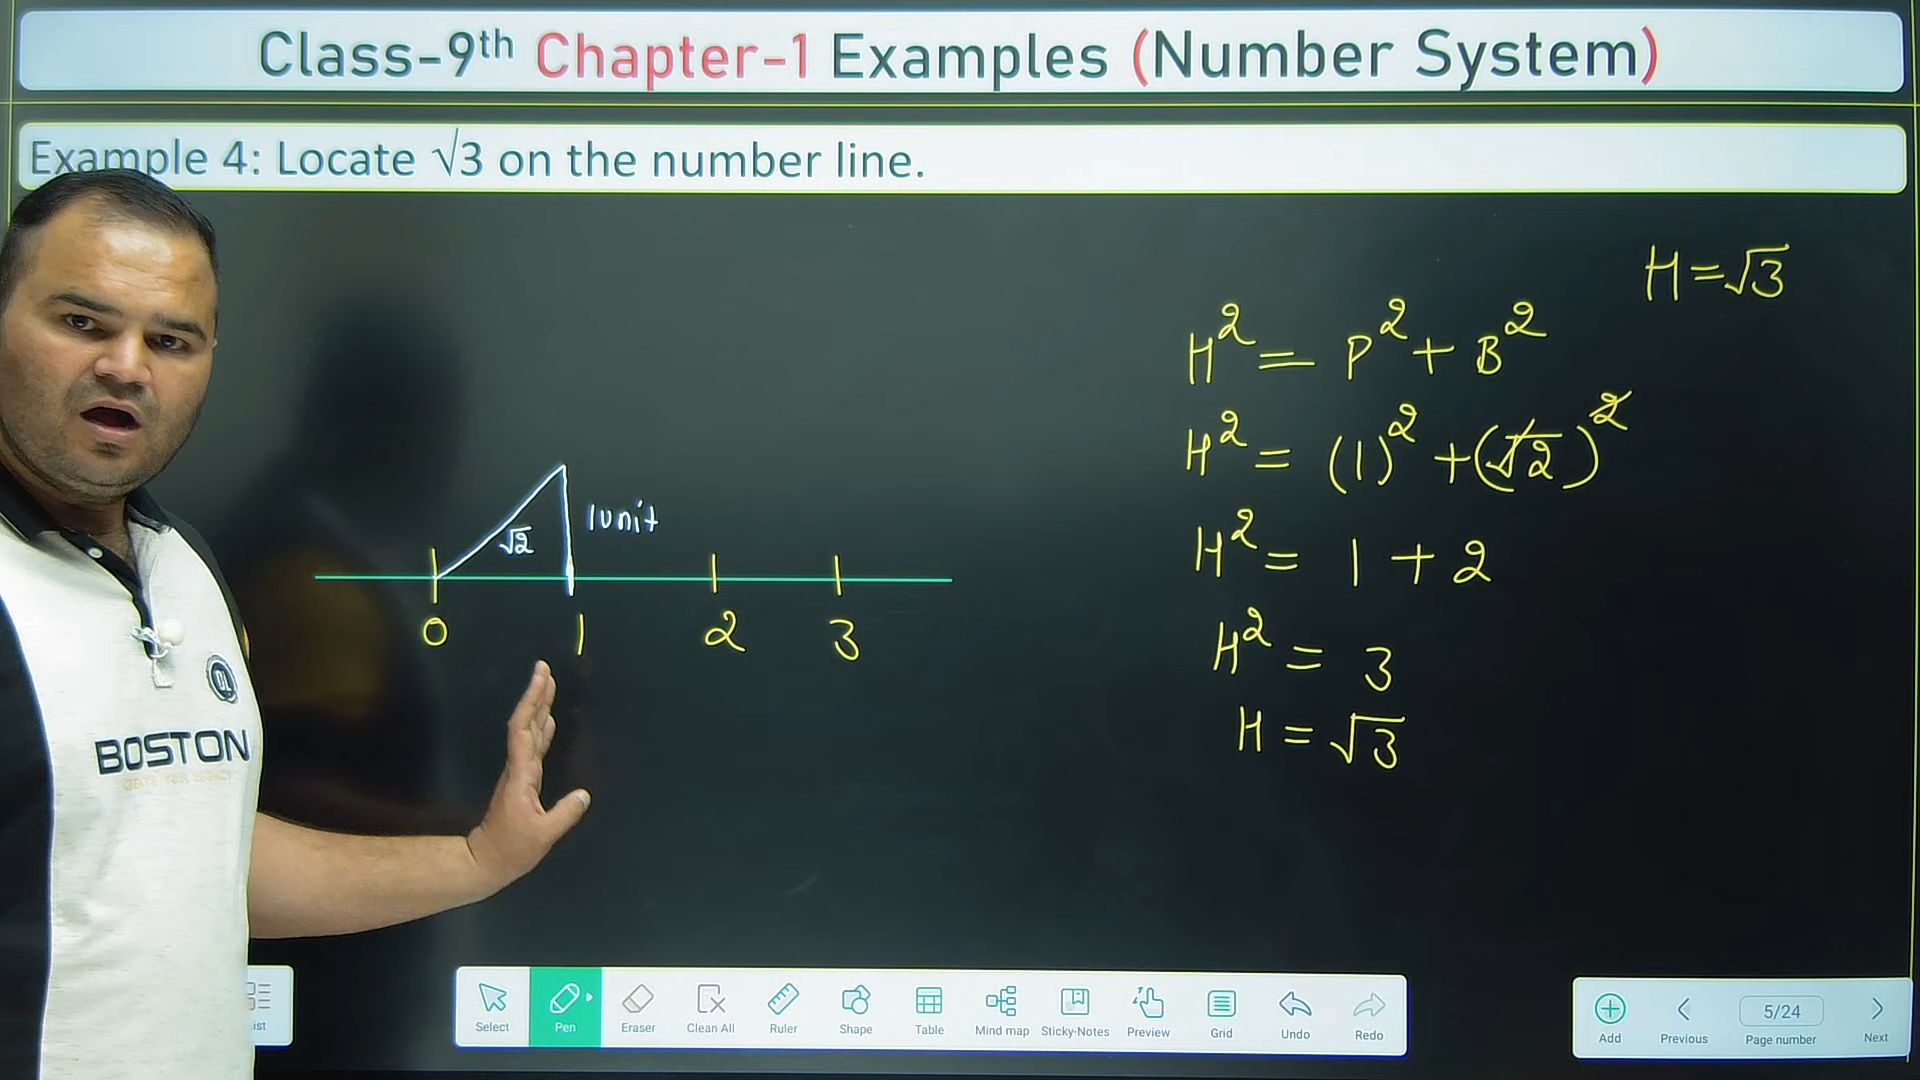 Class-9th Chapter-1 Examples (Number System)
Example 4: Locate √3 on the number line.
H = √3
H² = P² + B²
H² = (1)² + (√2)²
H² = 1 + 2
H² = 3
H = √3
1unit
√2
0 1 2 3
BOSTON
ist
Select Pen Eraser Clean All Ruler Shape Table Mind map Sticky-Notes Preview Grid Undo Redo
Add Previous 5/24 Page number Next